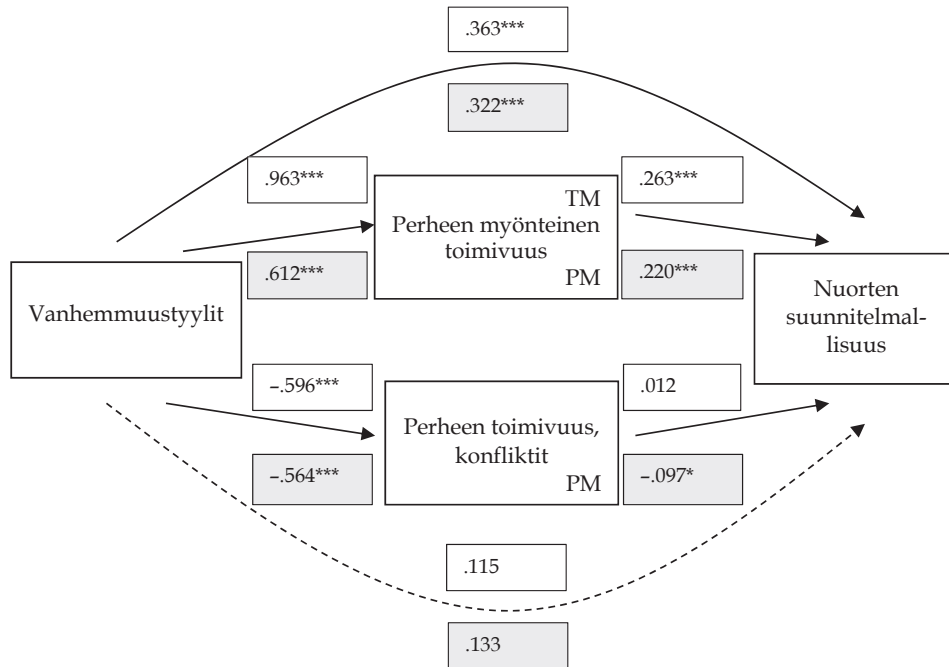 .363***
.322***
.963***
TM
.263***
Perheen myönteinen
toimivuus
.612***
PM
.220***
Vanhemmuustyylit
Nuorten
suunnitelmal-
lisuus
–.596***
.012
Perheen toimivuus,
konfliktit
–.564***
PM
–.097*
.115
.133